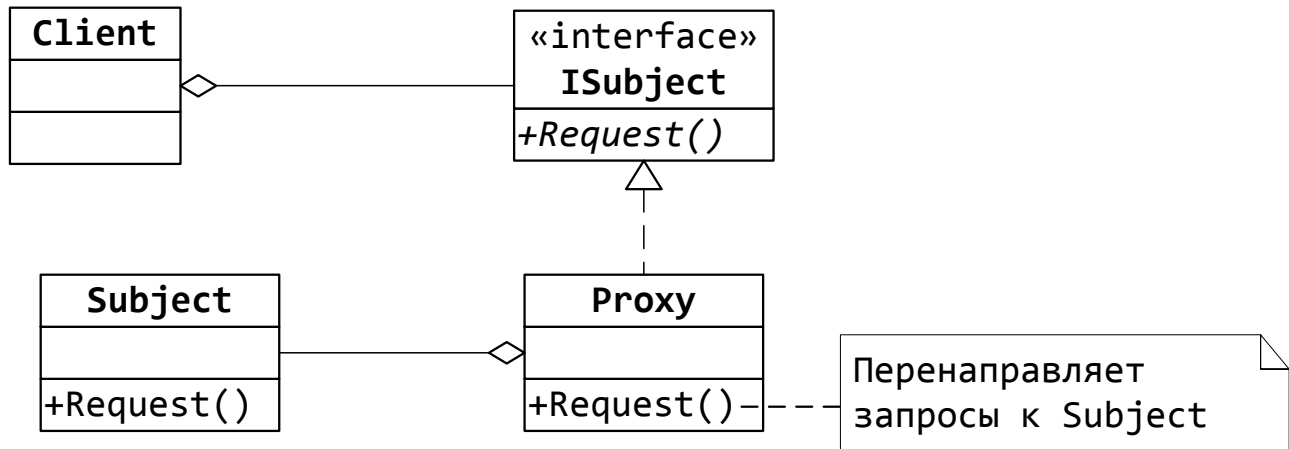 Client
«interface»
ISubject
+Request()
Subject
+Request()
Proxy
+Request()
Перенаправляет
запросы к Subject